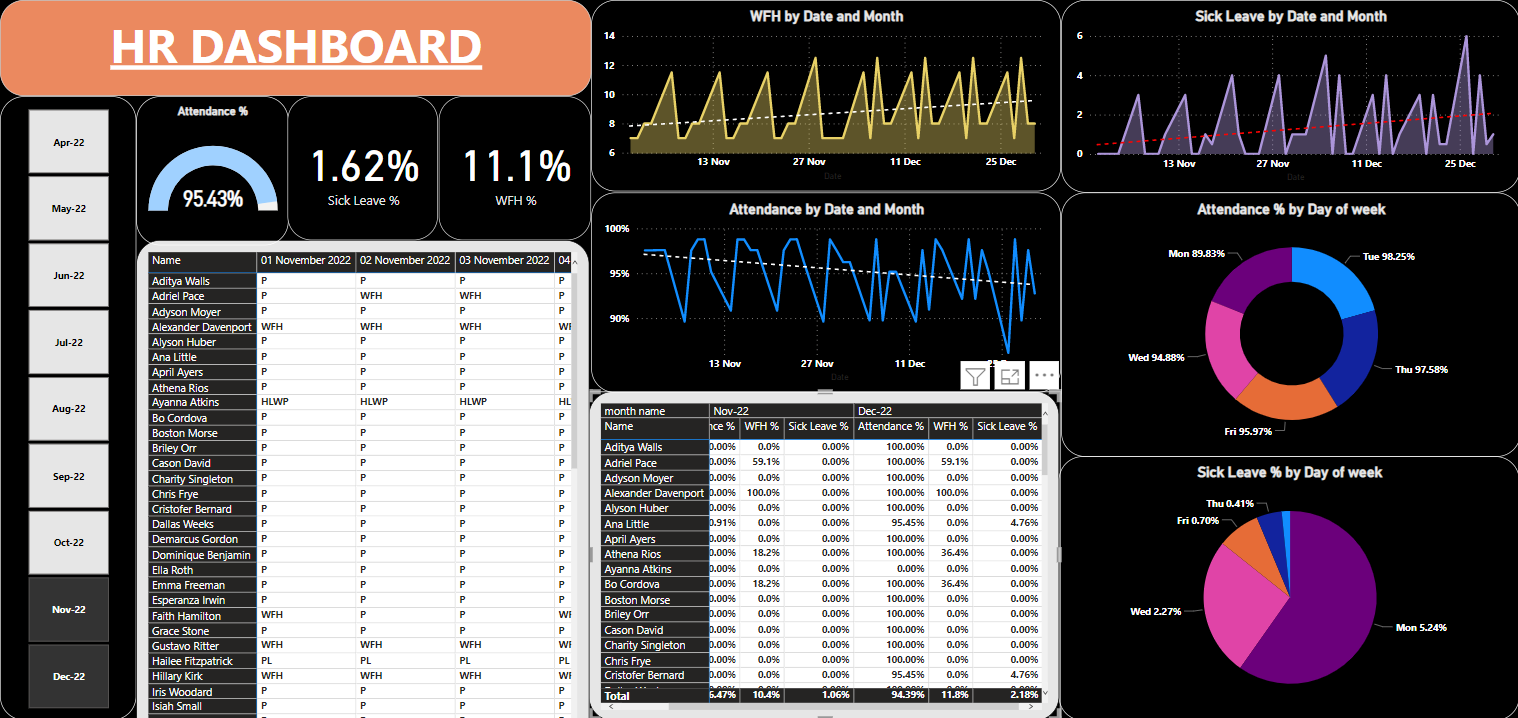 HR DASHBOARD
Apr-22
May-22
Jun-22
Jul-22
Aug-22
Sep-22
Oct-22
Nov-22
Dec-22
Attendance %
95.43%
1.62%
Sick Leave %
11.1%
WFH %
Name 01 November 2022 02 November 2022 03 November 2022 04
Aditya Walls P P P P
Adriel Pace P WFH WFH P
Adyson Moyer P P P P
Alexander Davenport WFH WFH WFH WF
Alyson Huber P P P P
Ana Little P P P P
April Ayers P P P P
Athena Rios P P P P
Ayanna Atkins HLWP HLWP HLWP HL
Bo Cordova P P P P
Boston Morse P P P P
Briley Orr P P P P
Cason David P P P P
Charity Singleton P P P P
Chris Frye P P P P
Cristofer Bernard P P P P
Dallas Weeks P P P P
Demarcus Gordon P P P P
Dominique Benjamin P P P P
Ella Roth P P P P
Emma Freeman P P P P
Esperanza Irwin P P P P
Faith Hamilton WFH P P WF
Grace Stone P P P P
Gustavo Ritter WFH WFH WFH WF
Hailee Fitzpatrick PL PL PL PL
Hillary Kirk WFH WFH WFH WF
Iris Woodard P P P P
Isiah Small P P P P
WFH by Date and Month
14
12
10
8
6
13 Nov 27 Nov 11 Dec 25 Dec
Date
Attendance by Date and Month
100%
95%
90%
13 Nov 27 Nov 11 Dec
Date
month name Nov-22 Dec-22
Name nce % WFH % Sick Leave % Attendance % WFH % Sick Leave %
Aditya Walls 0.00% 0.0% 0.00% 100.00% 0.0% 0.00%
Adriel Pace 0.00% 59.1% 0.00% 100.00% 59.1% 0.00%
Adyson Moyer 0.00% 0.0% 0.00% 100.00% 0.0% 0.00%
Alexander Davenport 0.00% 100.0% 0.00% 100.00% 100.0% 0.00%
Alyson Huber 0.00% 0.0% 0.00% 100.00% 0.0% 0.00%
Ana Little 0.91% 0.0% 0.00% 95.45% 0.0% 4.76%
April Ayers 0.00% 0.0% 0.00% 100.00% 0.0% 0.00%
Athena Rios 0.00% 18.2% 0.00% 100.00% 36.4% 0.00%
Ayanna Atkins 0.00% 0.0% 0.00% 0.00% 0.0% 0.00%
Bo Cordova 0.00% 18.2% 0.00% 100.00% 36.4% 0.00%
Boston Morse 0.00% 0.0% 0.00% 100.00% 0.0% 0.00%
Briley Orr 0.00% 0.0% 0.00% 100.00% 0.0% 0.00%
Cason David 0.00% 0.0% 0.00% 100.00% 0.0% 0.00%
Charity Singleton 0.00% 0.0% 0.00% 100.00% 0.0% 0.00%
Chris Frye 0.00% 0.0% 0.00% 100.00% 0.0% 0.00%
Cristofer Bernard 0.00% 0.0% 0.00% 95.45% 0.0% 4.76%
Total 6.47% 10.4% 1.06% 94.39% 11.8% 2.18%
Sick Leave by Date and Month
6
4
2
0
13 Nov 27 Nov 11 Dec 25 Dec
Date
Attendance % by Day of week
Mon 89.83%
Tue 98.25%
Wed 94.88%
Thu 97.58%
Fri 95.97%
Sick Leave % by Day of week
Thu 0.41%
Fri 0.70%
Wed 2.27%
Mon 5.24%